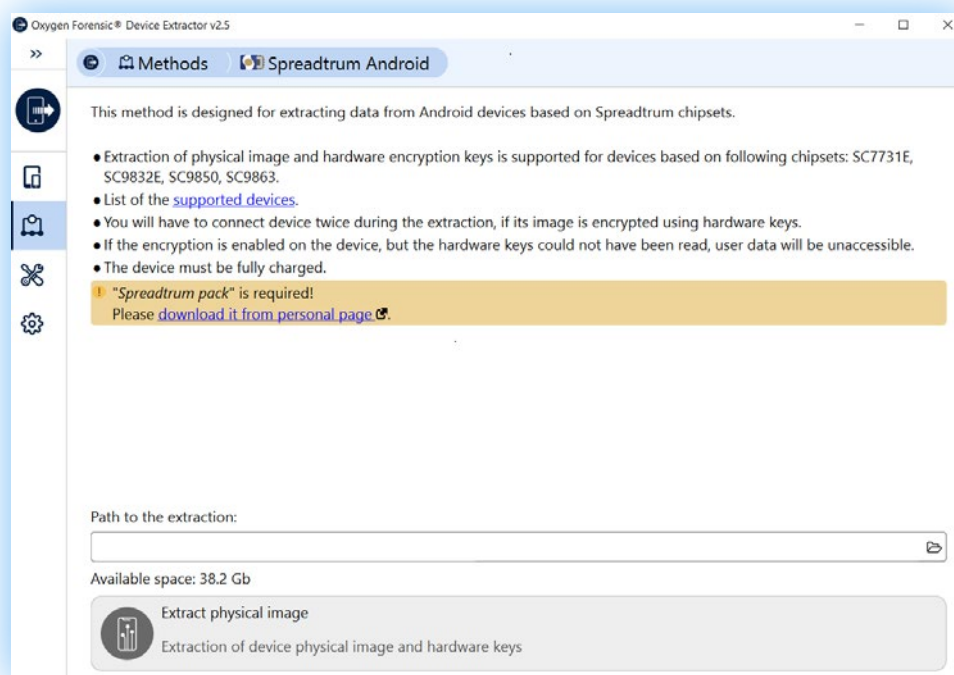 Oxygen Forensic® Device Extractor v2.5
Methods
Spreadtrum Android
This method is designed for extracting data from Android devices based on Spreadtrum chipsets.
● Extraction of physical image and hardware encryption keys is supported for devices based on following chipsets: SC7731E,
SC9832E, SC9850, SC9863.
● List of the supported devices.
● You will have to connect device twice during the extraction, if its image is encrypted using hardware keys.
● If the encryption is enabled on the device, but the hardware keys could not have been read, user data will be unaccessible.
● The device must be fully charged.
"Spreadtrum pack" is required!
Please download it from personal page.
Path to the extraction:
Available space: 38.2 Gb
Extract physical image
Extraction of device physical image and hardware keys